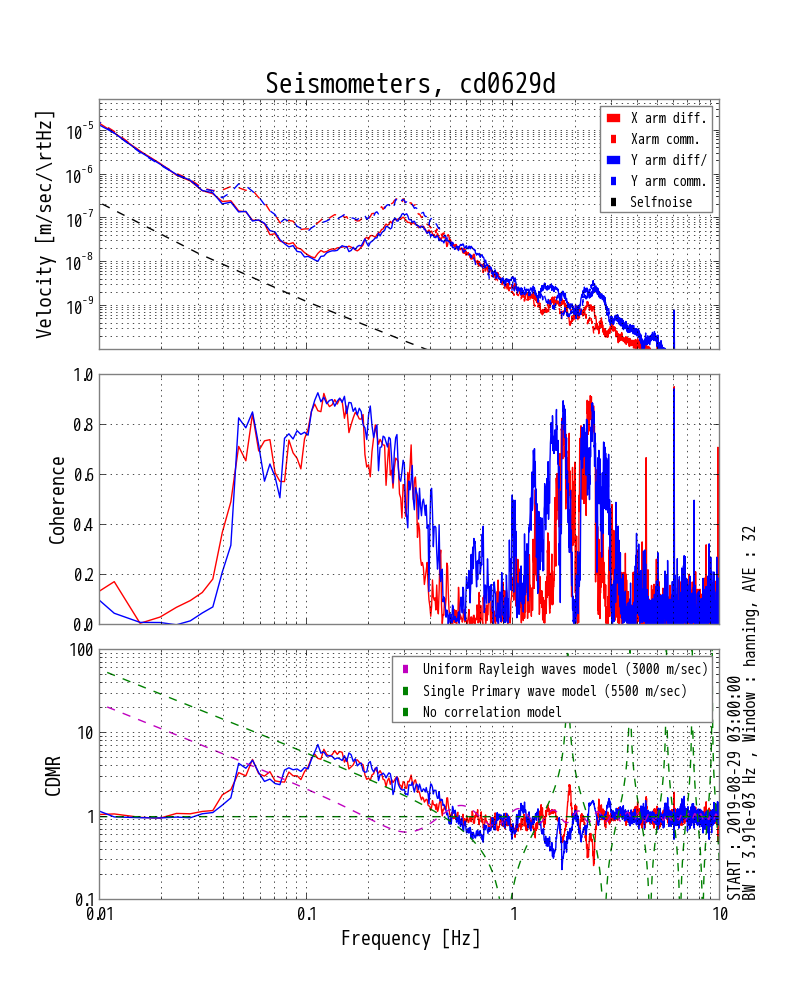 Seismometers, cd0629d
Velocity [m/sec/\rtHz]
10^-5
10^-6
10^-7
10^-8
10^-9
X arm diff.
Xarm comm.
Y arm diff/
Y arm comm.
Selfnoise
Coherence
1.0
0.8
0.6
0.4
0.2
0.0
CDMR
100
10
1
0.1
Uniform Rayleigh waves model (3000 m/sec)
Single Primary wave model (5500 m/sec)
No correlation model
0.01
0.1
1
10
Frequency [Hz]
START : 2019-08-29 03:00:00
BW : 3.91e-03 Hz , Window : hanning, AVE : 32